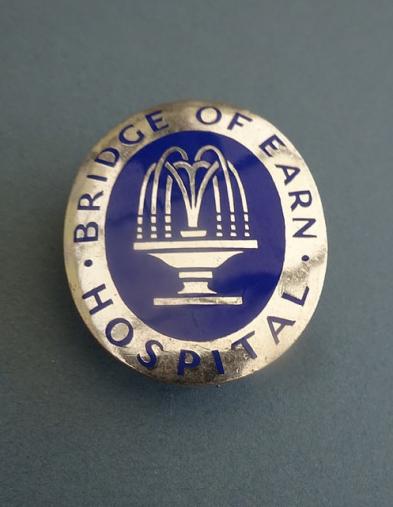 · BRIDGE OF EARN ·
HOSPITAL